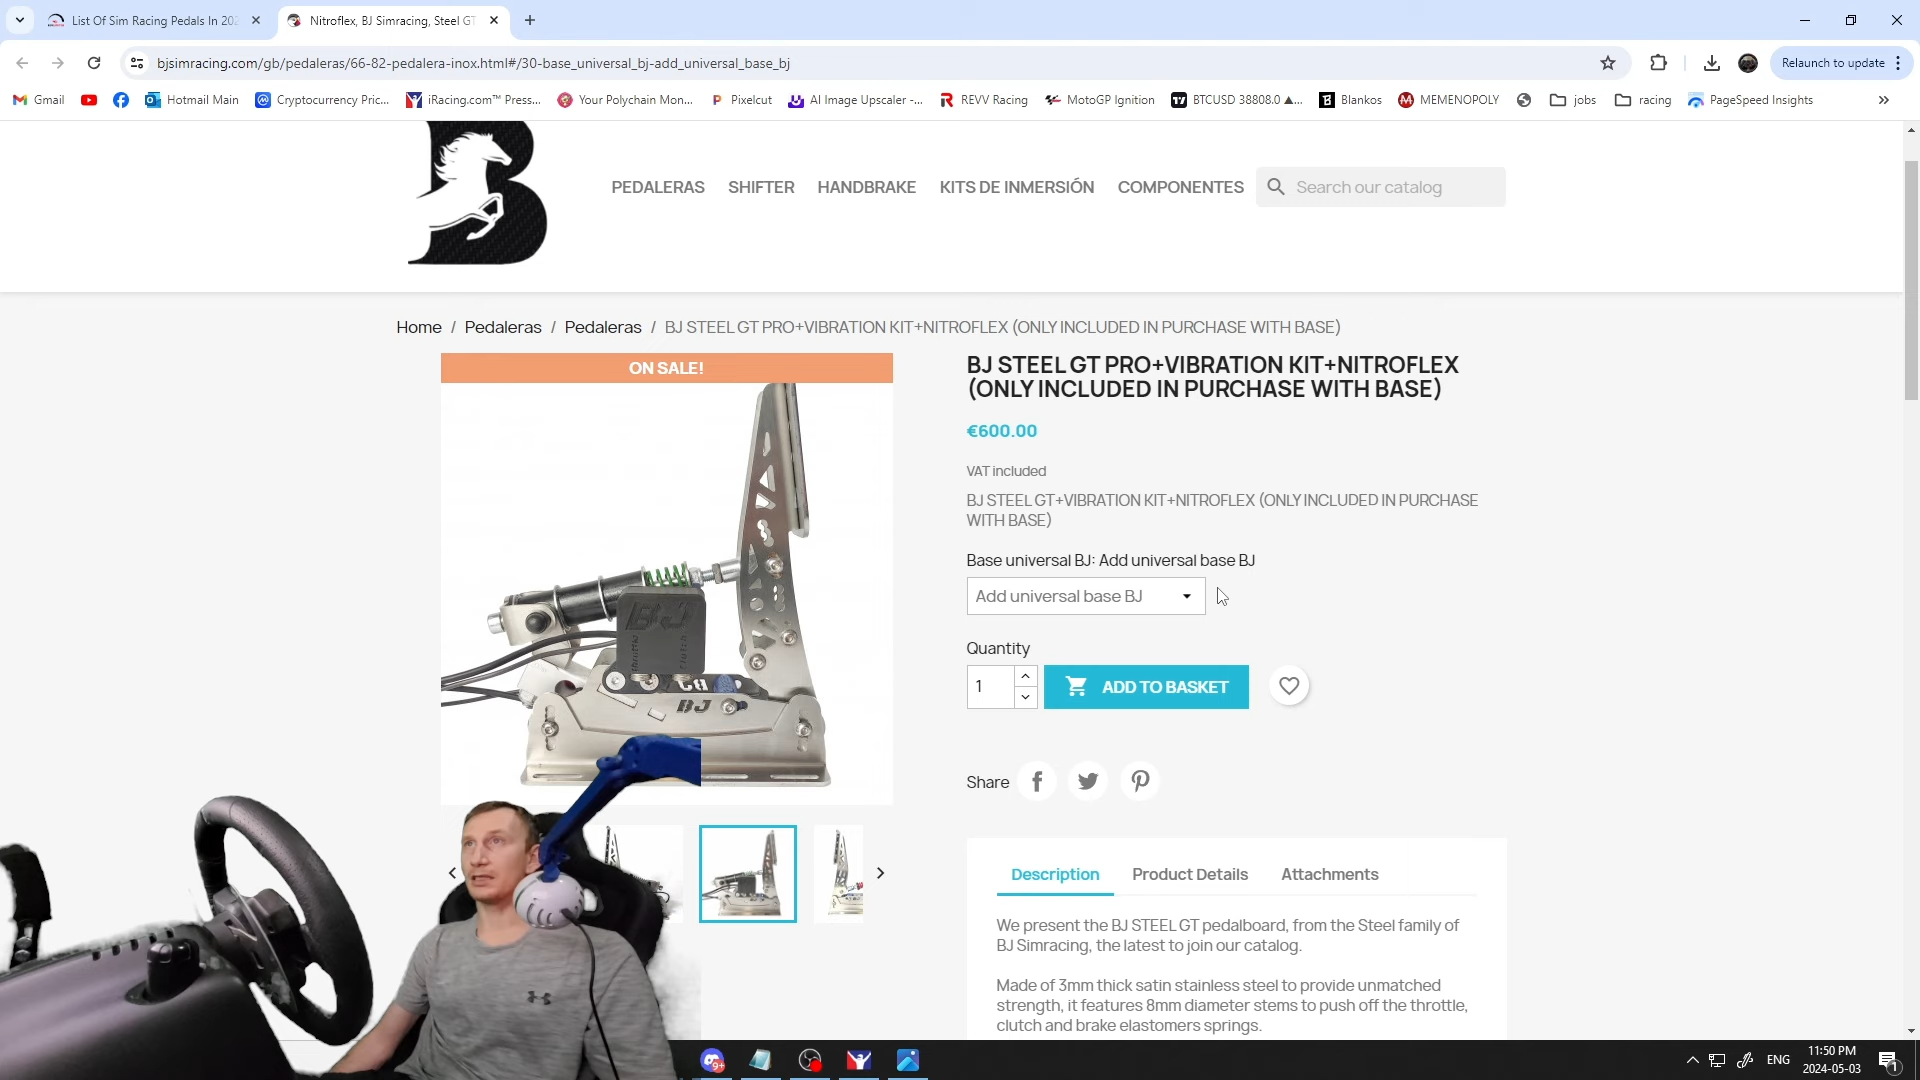 List Of Sim Racing Pedals In 202
Nitroflex, BJ Simracing, Steel GT
bjsimracing.com/gb/pedaleras/66-82-pedalera-inox.html#/30-base_universal_bj-add_universal_base_bj
Relaunch to update
Gmail
Hotmail Main
Cryptocurrency Pric...
iRacing.com™ Press...
Your Polychain Mon...
Pixelcut
AI Image Upscaler -...
REVV Racing
MotoGP Ignition
BTCUSD 38808.0 ▲...
Blankos
MEMENOPOLY
jobs
racing
PageSpeed Insights
PEDALERAS
SHIFTER
HANDBRAKE
KITS DE INMERSIÓN
COMPONENTES
Search our catalog
Home / Pedaleras / Pedaleras / BJ STEEL GT PRO+VIBRATION KIT+NITROFLEX (ONLY INCLUDED IN PURCHASE WITH BASE)
ON SALE!
BJ
BJ
BJ STEEL GT PRO+VIBRATION KIT+NITROFLEX
(ONLY INCLUDED IN PURCHASE WITH BASE)
€600.00
VAT included
BJ STEEL GT+VIBRATION KIT+NITROFLEX (ONLY INCLUDED IN PURCHASE
WITH BASE)
Base universal BJ: Add universal base BJ
Add universal base BJ
Quantity
1
ADD TO BASKET
Share
Description
Product Details
Attachments
We present the BJ STEEL GT pedalboard, from the Steel family of
BJ Simracing, the latest to join our catalog.
Made of 3mm thick satin stainless steel to provide unmatched
strength, it features 8mm diameter stems to push off the throttle,
clutch and brake elastomers springs.
9+
ENG
11:50 PM
2024-05-03
1